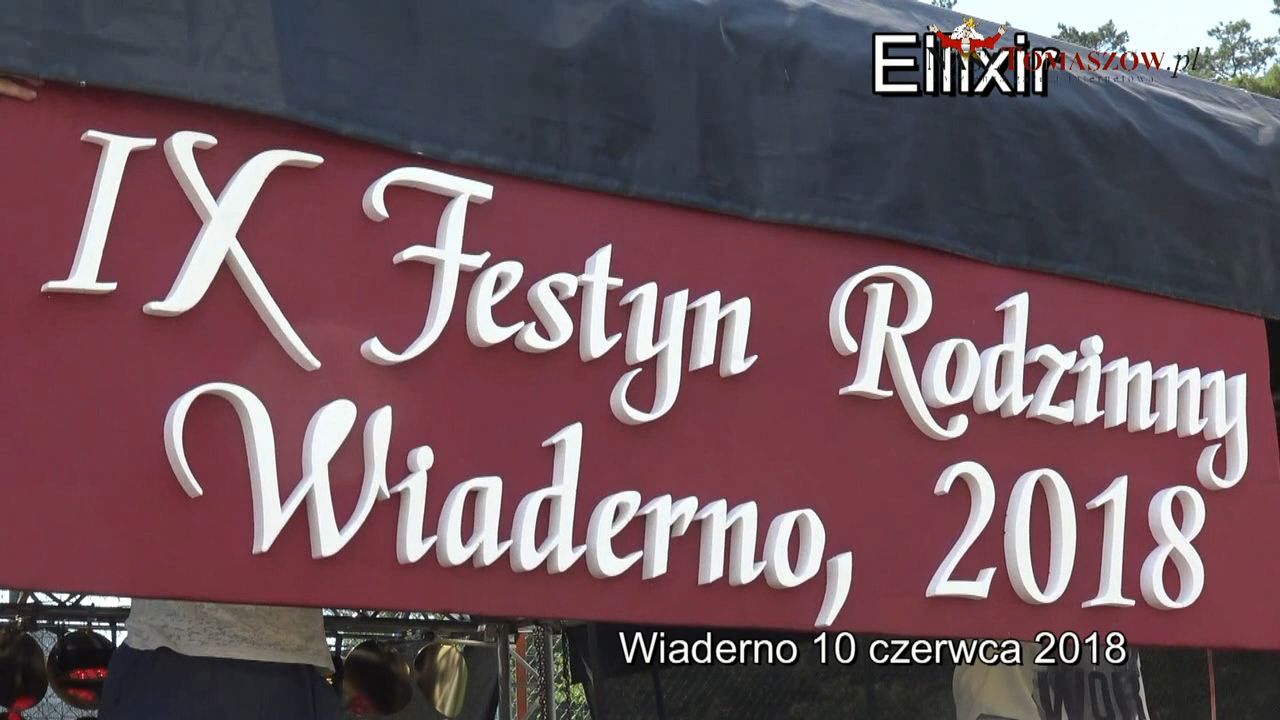 Elixir
TOMASZOW.pl
IX Festyn Rodzinny
Wiaderno, 2018
Wiaderno 10 czerwca 2018